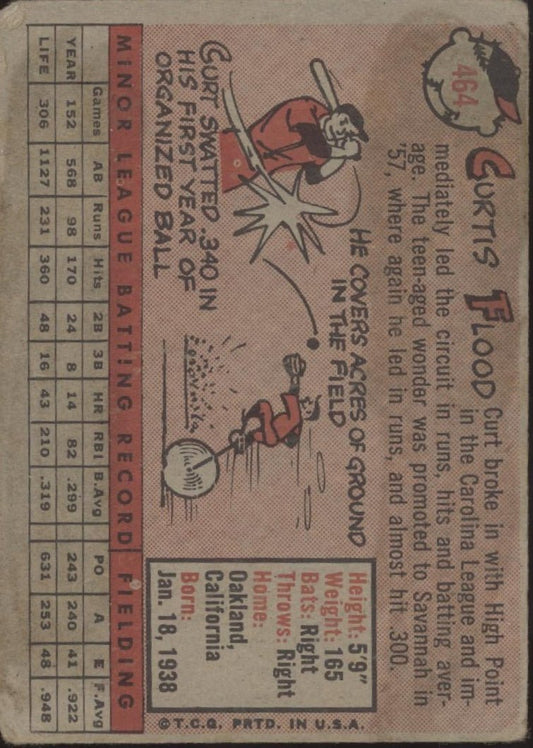 464
CURTIS FLOOD
Curt broke in with High Point
in the Carolina League and im-
mediately led the circuit in runs, hits and batting aver-
age. The teen-aged wonder was promoted to Savannah in
'57, where again he led in runs, and almost hit .300.
HE COVERS ACRES OF GROUND
IN THE FIELD
CURT SWATTED .340 IN
HIS FIRST YEAR OF
ORGANIZED BALL
Height: 5'9"
Weight: 165
Bats: Right
Throws: Right
Home:
Oakland,
California
Born:
Jan. 18, 1938
©T.C.G. PRTD. IN U.S.A.
MINOR LEAGUE BATTING RECORD FIELDING
Games AB Runs Hits 2B 3B HR RBI B.Avg PO A E F.Avg
YEAR 152 568 98 170 24 8 14 82 .299 243 240 41 .922
LIFE 306 1127 231 360 48 16 43 210 .319 631 253 48 .948